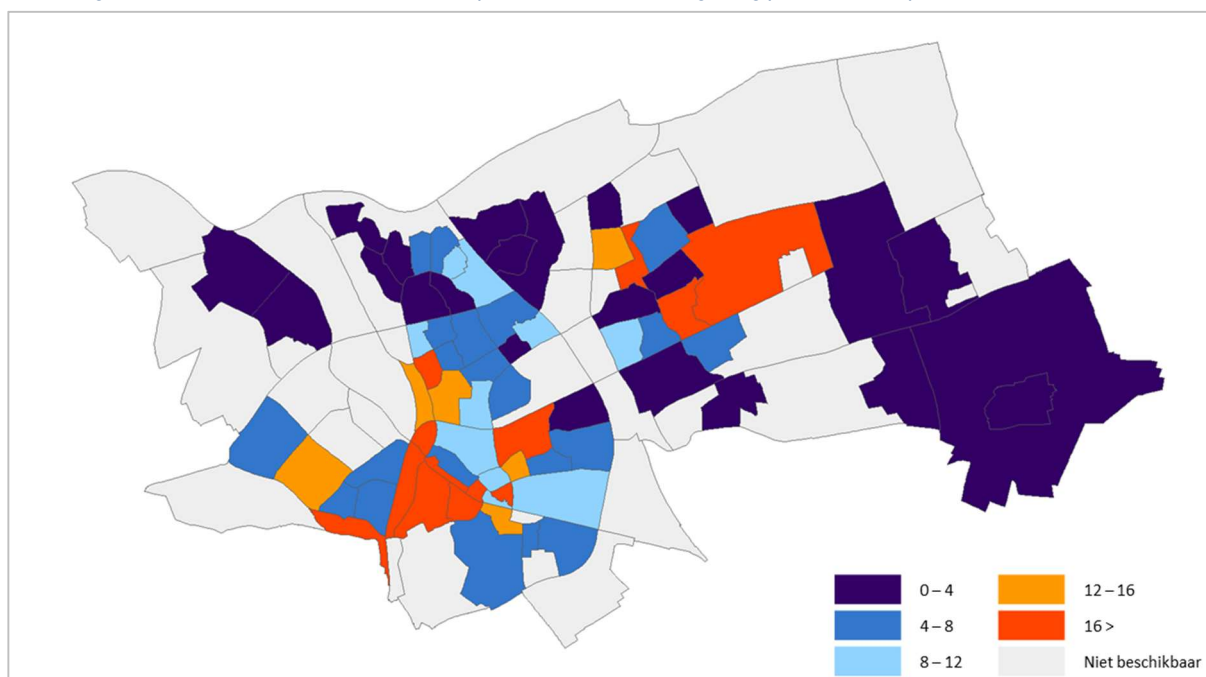 0 – 4
4 – 8
8 – 12
12 – 16
16 >
Niet beschikbaar